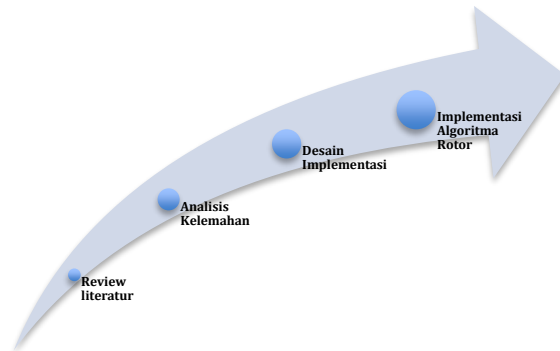 Implementasi
Algoritma
Rotor
Desain
Implementasi
Analisis
Kelemahan
Review
literatur